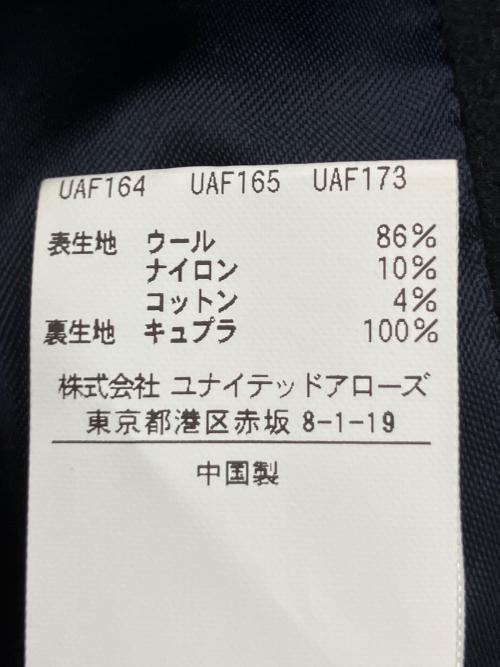 UAF164 UAF165 UAF173
表生地 ウール 86%
ナイロン 10%
コットン 4%
裏生地 キュプラ 100%
株式会社 ユナイテッドアローズ
東京都港区赤坂 8-1-19
中国製